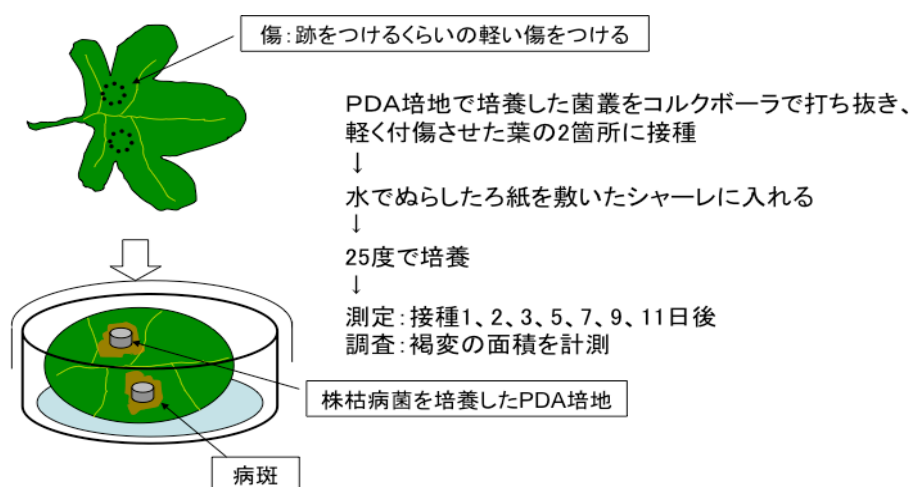 傷:跡をつけるくらいの軽い傷をつける
PDA培地で培養した菌叢をコルクボーラで打ち抜き、
軽く付傷させた葉の2箇所に接種
↓
水でぬらしたろ紙を敷いたシャーレに入れる
↓
25度で培養
↓
測定:接種1、2、3、5、7、9、11日後
調査:褐変の面積を計測
株枯病菌を培養したPDA培地
病斑